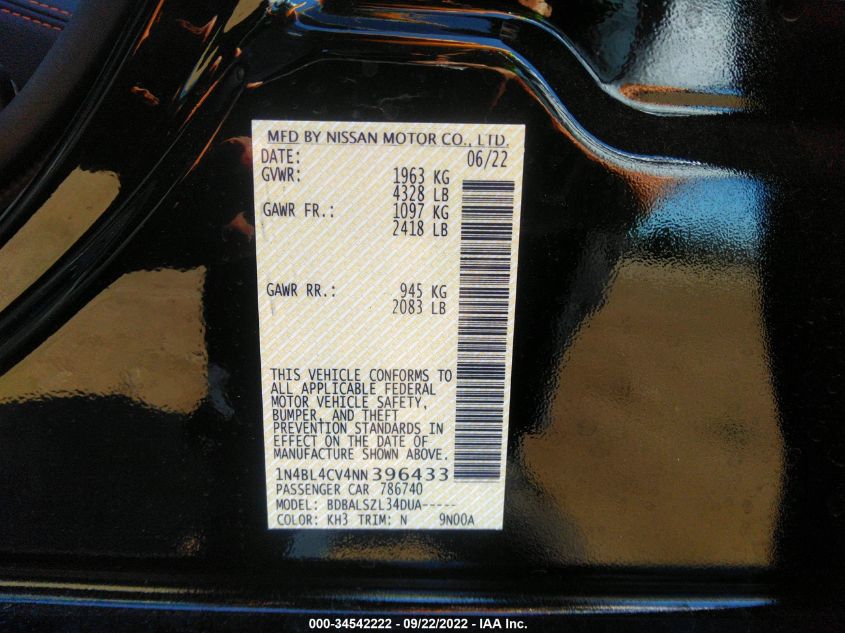 MFD BY NISSAN MOTOR CO., LTD.
DATE: 06/22
GVWR: 1963 KG
4328 LB
GAWR FR.: 1097 KG
2418 LB
GAWR RR.: 945 KG
2083 LB
THIS VEHICLE CONFORMS TO
ALL APPLICABLE FEDERAL
MOTOR VEHICLE SAFETY,
BUMPER, AND THEFT
PREVENTION STANDARDS IN
EFFECT ON THE DATE OF
MANUFACTURE SHOWN ABOVE.
1N4BL4CV4NN396433
PASSENGER CAR 786740
MODEL: BDBALSZL34DUA-----
COLOR: KH3 TRIM: N 9N00A
000-34542222 - 09/22/2022 - IAA Inc.